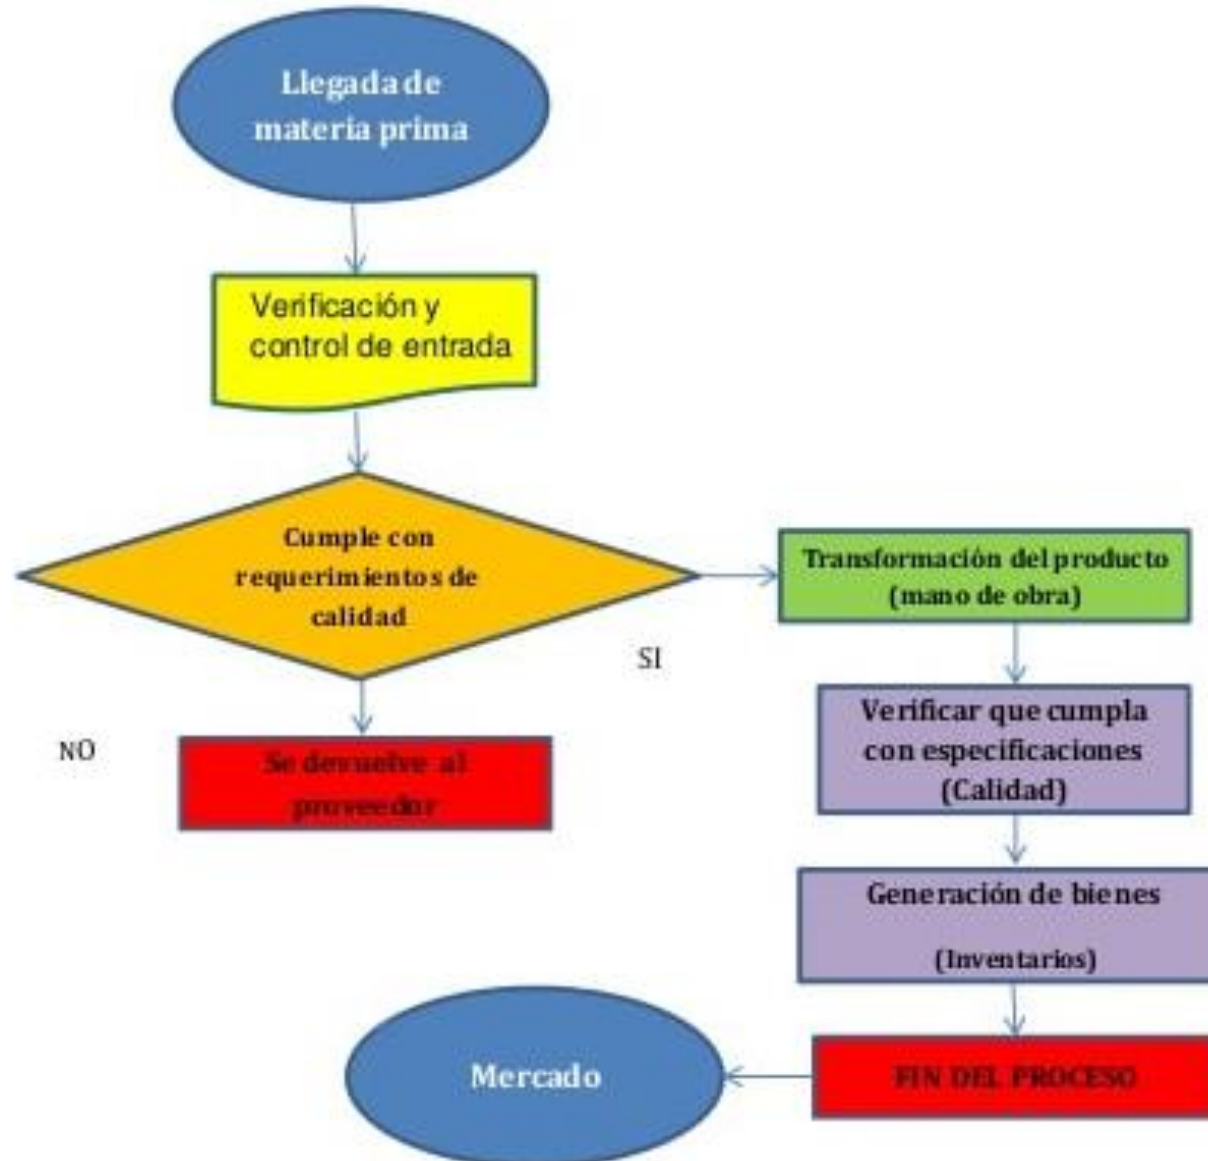 Llegada de
materia prima
Verificación y
control de entrada
Cumple con
requerimientos de
calidad
SI
NO
Se devuelve al
proveedor
Transformación del producto
(mano de obra)
Verificar que cumpla
con especificaciones
(Calidad)
Generación de bienes
(Inventarios)
FIN DEL PROCESO
Mercado